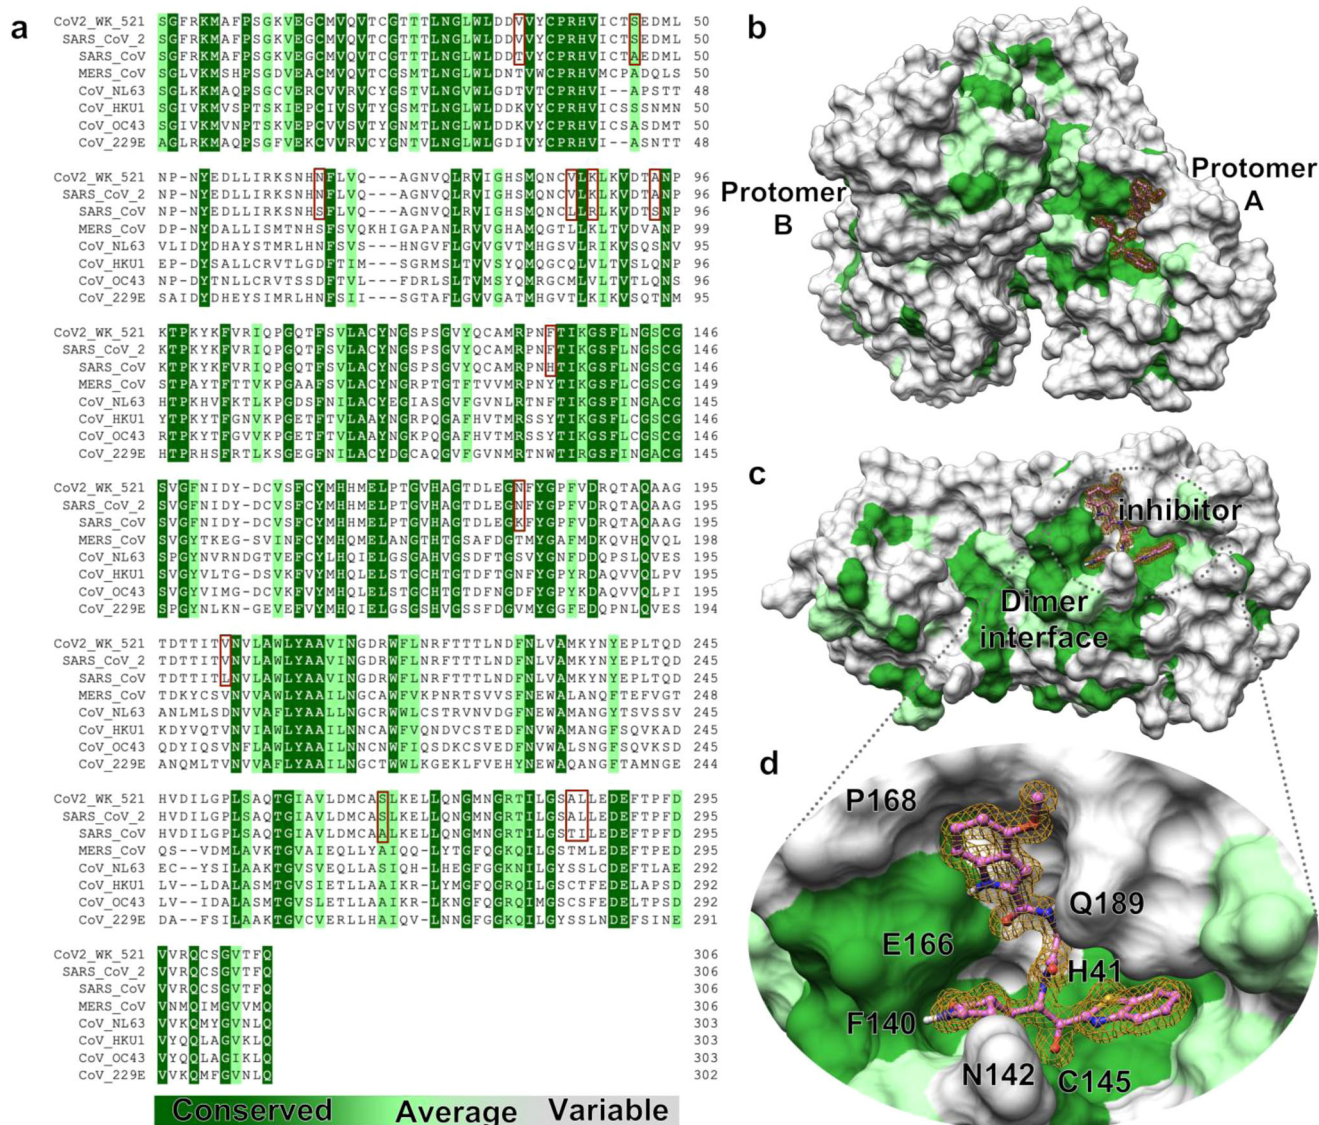 a
CoV2_WK_521 SGFRKMAFPSGKVEGCMVQVTCGTTTLNGLWLDDVVYCPRHVICTSEDML 50
SARS_CoV_2 SGFRKMAFPSGKVEGCMVQVTCGTTTLNGLWLDDVVYCPRHVICTSEDML 50
SARS_CoV SGFRKMAFPSGKVEGCMVQVTCGTTTLNGLWLDDTVYCPRHVICTAEDML 50
MERS_CoV SGLVKMSHPSGDVEACMVQVTCGSMTLNGLWLDNTVWCPRHVMCPADQLS 50
CoV_NL63 SGLKKMAQPSGCVERCVVRVCYGSTVLNGVWLGDTVTCPRHVI--APSTT 48
CoV_HKU1 SGIVKMVSPTSKIEPCIVSVTYGSMTLNGLWLDDKVYCPRHVICSSSNMN 50
CoV_OC43 SGIVKMVNPTSKVEPCVVSVTYGNMTLNGLWLDDKVYCPRHVICSASDMT 50
CoV_229E AGLRKMAQPSGFVEKCVVRVCYGNTVLNGLWLGDIVYCPRHVI--ASNTT 48
CoV2_WK_521 NP-NYEDLLIRKSNHNFLVQ---AGNVQLRVIGHSMQNCVLKLKVDTANP 96
SARS_CoV_2 NP-NYEDLLIRKSNHNFLVQ---AGNVQLRVIGHSMQNCVLKLKVDTANP 96
SARS_CoV NP-NYEDLLIRKSNHSFLVQ---AGNVQLRVIGHSMQNCLLRLKVDTSNP 96
MERS_CoV DP-NYDALLISMTNHSFSVQKHIGAPANLRVVGHAMQGTLLKLTVDVANP 99
CoV_NL63 VLIDYDHAYSTMRLHNFSVS---HNGVFLGVVGVTMHGSVLRIKVSQSNV 95
CoV_HKU1 EP-DYSALLCRVTLGDFTIM---SGRMSLTVVSYQMQGCQLVLTVSLQNP 96
CoV_OC43 NP-DYTNLLCRVTSSDFTVL---FDRLSLTVMSYQMRGCMLVLTVTLQNP 96
CoV_229E SAIDYDHEYSIMRLHNFSII---SGTAFLGVVGATMHGVTLKIKVSQTNM 95
CoV2_WK_521 KTPKYKFVRIQPGQTFSVLACYNGSPSGVYQCAMRPNFTIKGSFLNGSCG 146
SARS_CoV_2 KTPKYKFVRIQPGQTFSVLACYNGSPSGVYQCAMRPNFTIKGSFLNGSCG 146
SARS_CoV KTPKYKFVRIQPGQTFSVLACYNGSPSGVYQCAMRPNHTIKGSFLNGSCG 146
MERS_CoV STPAYTFTTVKPGAAFSVLACYNGRPTGTFTVVMRPNYTIKGSFLCGSCG 149
CoV_NL63 HTPKHVFKTLKPGDSFNILACYEGIASGVFGVNLRTNFTIKGSFINGACG 145
CoV_HKU1 YTPKYTFGNVKPGETFTVLAAYNGRPQGAFHVTMRSSYTIKGSFLCGSCG 146
CoV_OC43 RTPKYTFGVVKPGETFTVLAAYNGKPQGAFHVTMRSSYTIKGSFLCGSCG 146
CoV_229E HTPRHSFRTLKSGEGFNILACYDGCAQGVFGVNMRTNWTIRGSFINGACG 145
CoV2_WK_521 SVGFNIDY-DCVSFCYMHHMELPTGVHAGTDLEGNFYGPFVDRQTAQAAG 195
SARS_CoV_2 SVGFNIDY-DCVSFCYMHHMELPTGVHAGTDLEGNFYGPFVDRQTAQAAG 195
SARS_CoV SVGFNIDY-DCVSFCYMHHMELPTGVHAGTDLEGKFYGPFVDRQTAQAAG 195
MERS_CoV SVGYTKEG-SVINFCYMHQMELANGTHTGSAFDGTMYGAFMDKQVHQVQL 198
CoV_NL63 SPGYNVRNDGTVEFCYLHQIELGSGAHVGSDFTGSVYGNFDDQPSLQVES 195
CoV_HKU1 SVGYVLTG-DSVKFVYMHQLELSTGCHTGTDFTGNFYGPYRDAQVVQLPV 195
CoV_OC43 SVGYVIMG-DCVKFVYMHQLELSTGCHTGTDFNGDFYGPYKDAQVVQLPI 195
CoV_229E SPGYNLKN-GEVEFVYMHQIELGSGSHVGSSFDGVMYGGFEDQPNLQVES 194
CoV2_WK_521 TDTTITVNVLAWLYAAVINGDRWFLNRFTTTLNDFNLVAMKYNYEPLTQD 245
SARS_CoV_2 TDTTITVNVLAWLYAAVINGDRWFLNRFTTTLNDFNLVAMKYNYEPLTQD 245
SARS_CoV TDTTITLNVLAWLYAAVINGDRWFLNRFTTTLNDFNLVAMKYNYEPLTQD 245
MERS_CoV TDKYCSVNVVAWLYAAILNGCAWFVKPNRTSVVSFNEWALANQFTEFVGT 248
CoV_NL63 ANLMLSDNVVAFLYAALLNGCRWWLCSTRVNVDGFNEWAMANGYTSVSSV 245
CoV_HKU1 KDYVQTVNVIAWLYAAILNNCAWFVQNDVCSTEDFNVWAMANGFSQVKAD 245
CoV_OC43 QDYIQSVNFLAWLYAAILNNCNWFIQSDKCSVEDFNVWALSNGFSQVKSD 245
CoV_229E ANQMLTVNVVAFLYAAILNGCTWWLKGEKLFVEHYNEWAQANGFTAMNGE 244
CoV2_WK_521 HVDILGPLSAQTGIAVLDMCASLKELLQNGMNGRTILGSALLEDEFTPFD 295
SARS_CoV_2 HVDILGPLSAQTGIAVLDMCASLKELLQNGMNGRTILGSALLEDEFTPFD 295
SARS_CoV HVDILGPLSAQTGIAVLDMCAALKELLQNGMNGRTILGSTILEDEFTPFD 295
MERS_CoV QS--VDMLAVKTGVAIEQLLYAIQQ-LYTGFQGKQILGSTMLEDEFTPED 295
CoV_NL63 EC--YSILAAKTGVSVEQLLASIQH-LHEGFGGKNILGYSSLCDEFTLAE 292
CoV_HKU1 LV--LDALASMTGVSIETLLAAIKR-LYMGFQGRQILGSCTFEDELAPSD 292
CoV_OC43 LV--IDALASMTGVSLETLLAAIKR-LKNGFQGRQIMGSCSFEDELTPSD 292
CoV_229E DA--FSILAAKTGVCVERLLHAIQV-LNNGFGGKQILGYSSLNDEFSINE 291
CoV2_WK_521 VVRQCSGVTFQ 306
SARS_CoV_2 VVRQCSGVTFQ 306
SARS_CoV VVRQCSGVTFQ 306
MERS_CoV VNMQIMGVVMQ 306
CoV_NL63 VVKQMYGVNLQ 303
CoV_HKU1 VYQQLAGVKLQ 303
CoV_OC43 VYQQLAGIKLQ 303
CoV_229E VVKQMFGVNLQ 302
Conserved Average Variable
b
Protomer B
Protomer A
c
inhibitor
Dimer
interface
d
P168
Q189
E166
H41
F140
N142
C145